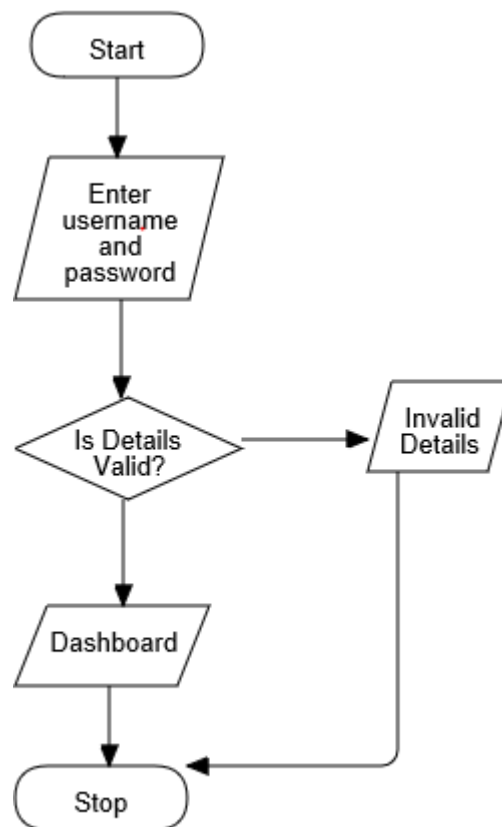 Start
Enter
username
and
password
Is Details
Valid?
Invalid
Details
Dashboard
Stop